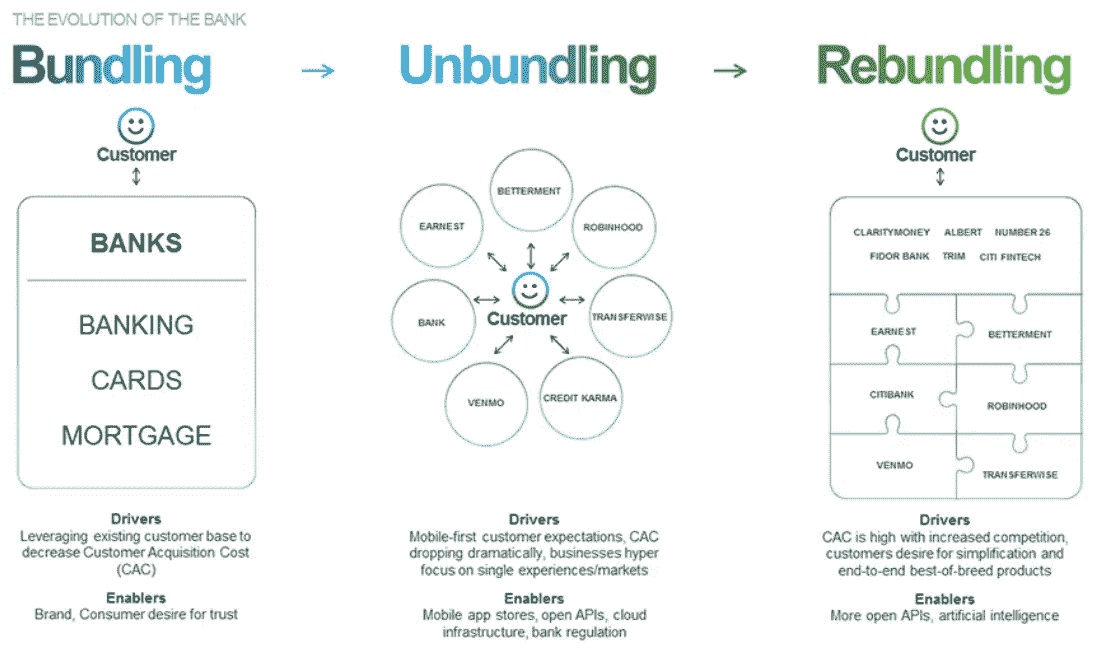 THE EVOLUTION OF THE BANK
Bundling
Unbundling
Rebundling
Customer
BANKS
BANKING
CARDS
MORTGAGE
Drivers
Leveraging existing customer base to
decrease Customer Acquisition Cost
(CAC)
Enablers
Brand, Consumer desire for trust
BETTERMENT
EARNEST
ROBINHOOD
BANK
Customer
TRANSFERWISE
VENMO
CREDIT KARMA
Drivers
Mobile-first customer expectations, CAC
dropping dramatically, businesses hyper
focus on single experiences/markets
Enablers
Mobile app stores, open APIs, cloud
infrastructure, bank regulation
Customer
CLARITYMONEY ALBERT NUMBER 26
FIDOR BANK TRIM CITI FINTECH
EARNEST
BETTERMENT
CITIBANK
ROBINHOOD
VENMO
TRANSFERWISE
Drivers
CAC is high with increased competition,
customers desire for simplification and
end-to-end best-of-breed products
Enablers
More open APIs, artificial intelligence